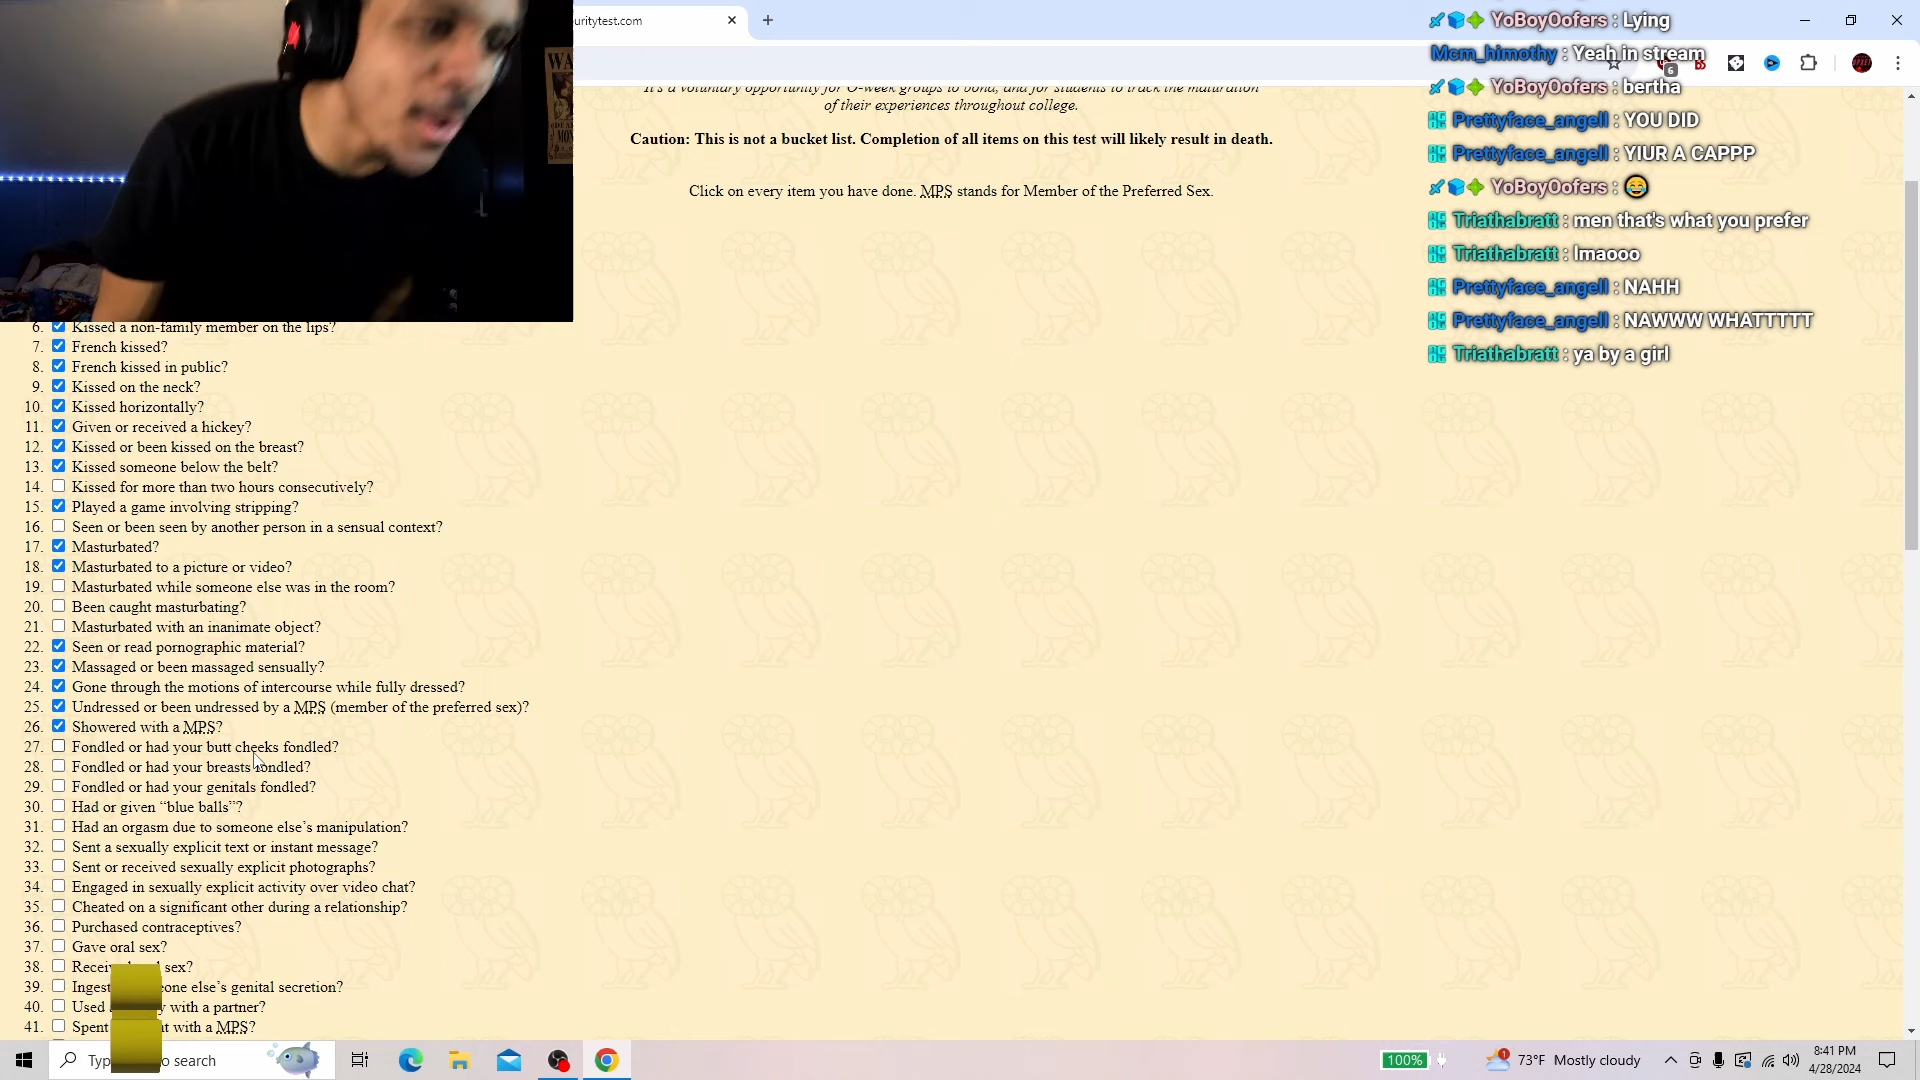 uritytest.com
It's a voluntary opportunity for O-week groups to bond, and for students to track the maturation
of their experiences throughout college.
Caution: This is not a bucket list. Completion of all items on this test will likely result in death.
Click on every item you have done. MPS stands for Member of the Preferred Sex.
6. Kissed a non-family member on the lips?
7. French kissed?
8. French kissed in public?
9. Kissed on the neck?
10. Kissed horizontally?
11. Given or received a hickey?
12. Kissed or been kissed on the breast?
13. Kissed someone below the belt?
14. Kissed for more than two hours consecutively?
15. Played a game involving stripping?
16. Seen or been seen by another person in a sensual context?
17. Masturbated?
18. Masturbated to a picture or video?
19. Masturbated while someone else was in the room?
20. Been caught masturbating?
21. Masturbated with an inanimate object?
22. Seen or read pornographic material?
23. Massaged or been massaged sensually?
24. Gone through the motions of intercourse while fully dressed?
25. Undressed or been undressed by a MPS (member of the preferred sex)?
26. Showered with a MPS?
27. Fondled or had your butt cheeks fondled?
28. Fondled or had your breasts fondled?
29. Fondled or had your genitals fondled?
30. Had or given “blue balls”?
31. Had an orgasm due to someone else’s manipulation?
32. Sent a sexually explicit text or instant message?
33. Sent or received sexually explicit photographs?
34. Engaged in sexually explicit activity over video chat?
35. Cheated on a significant other during a relationship?
36. Purchased contraceptives?
37. Gave oral sex?
38. sex?
39. else’s genital secretion?
40. Used with a partner?
41. Spent with a MPS?
YoBoyOofers : Lying
Mcm_himothy : Yeah in stream
6
YoBoyOofers : bertha
Prettyface_angell : YOU DID
Prettyface_angell : YIUR A CAPPP
YoBoyOofers : 😂
Triathabratt : men that's what you prefer
Triathabratt : lmaooo
Prettyface_angell : NAHH
Prettyface_angell : NAWWW WHATTTTT
Triathabratt : ya by a girl
to search
100%
1
73°F Mostly cloudy
8:41 PM
4/28/2024